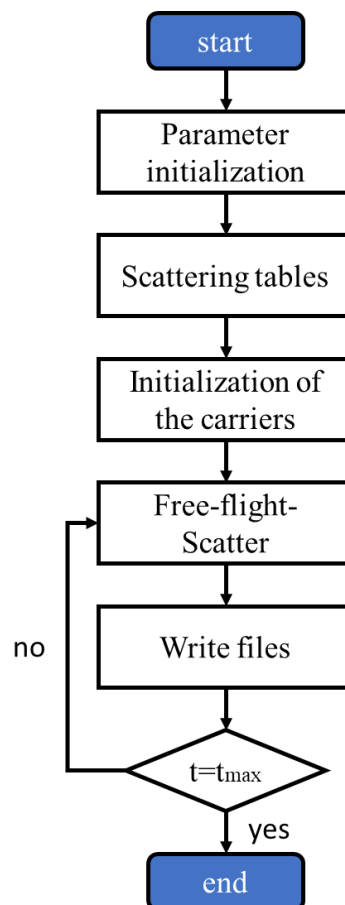 start
Parameter
initialization
Scattering tables
Initialization of
the carriers
Free-flight-
Scatter
no
Write files
t=tmax
yes
end